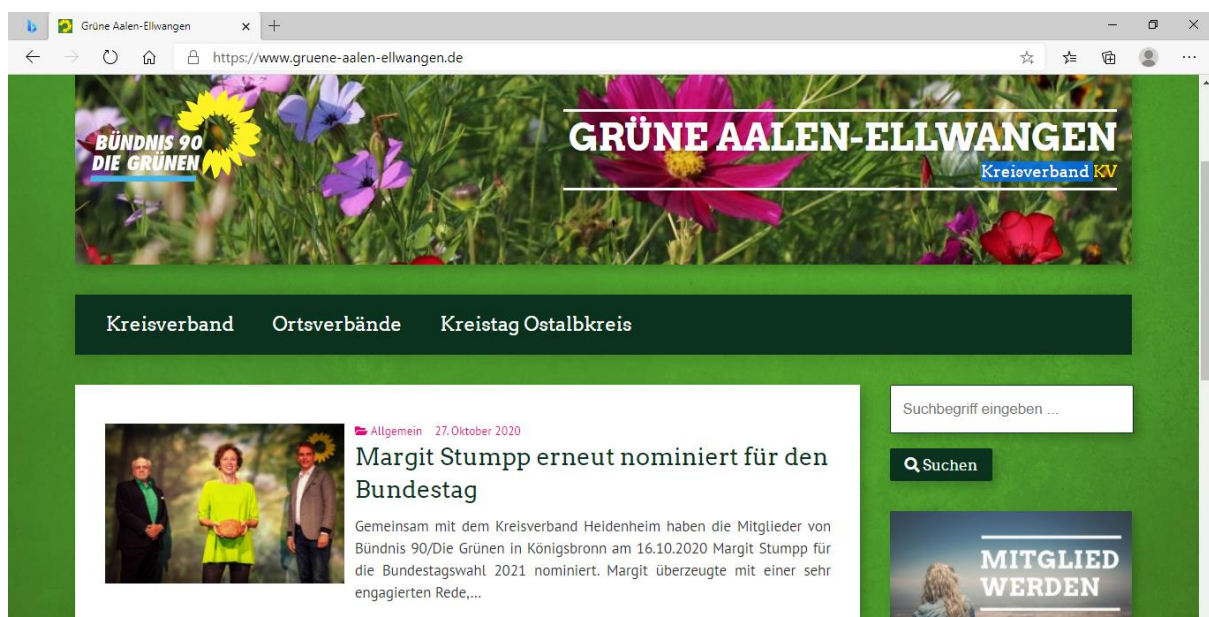 Grüne Aalen-Ellwangen
https://www.gruene-aalen-ellwangen.de
BÜNDNIS 90
DIE GRÜNEN
GRÜNE AALEN-ELLWANGEN
Kreisverband KV
Kreisverband Ortsverbände Kreistag Ostalbkreis
Allgemein 27. Oktober 2020
Margit Stumpp erneut nominiert für den
Bundestag
Gemeinsam mit dem Kreisverband Heidenheim haben die Mitglieder von
Bündnis 90/Die Grünen in Königsbronn am 16.10.2020 Margit Stumpp für
die Bundestagswahl 2021 nominiert. Margit überzeugte mit einer sehr
engagierten Rede,...
Suchbegriff eingeben ...
Suchen
MITGLIED
WERDEN